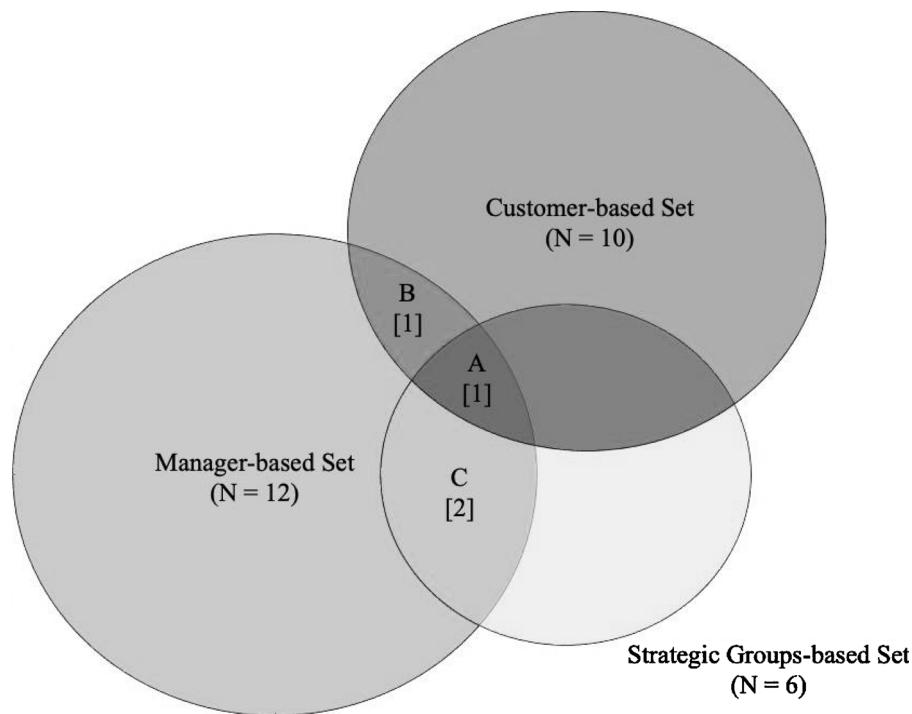 Customer-based Set
(N = 10)
B
[1]
A
[1]
Manager-based Set
(N = 12)
C
[2]
Strategic Groups-based Set
(N = 6)